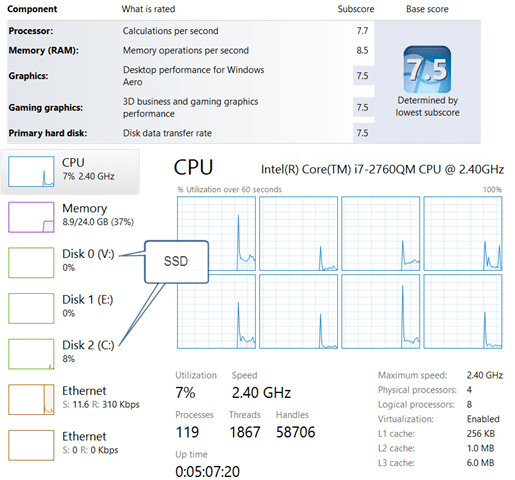 Component What is rated Subscore Base score
Processor: Calculations per second 7.7
Memory (RAM): Memory operations per second 8.5
Graphics: Desktop performance for Windows Aero 7.5
Gaming graphics: 3D business and gaming graphics performance 7.5
Primary hard disk: Disk data transfer rate 7.5
7.5
Determined by
lowest subscore
CPU
7% 2.40 GHz
Memory
8.9/24.0 GB (37%)
Disk 0 (V:)
0%
Disk 1 (E:)
0%
Disk 2 (C:)
8%
Ethernet
S: 11.6 R: 310 Kbps
Ethernet
S: 0 R: 0 Kbps
SSD
CPU Intel(R) Core(TM) i7-2760QM CPU @ 2.40GHz
% Utilization over 60 seconds 100%
Utilization Speed
7% 2.40 GHz
Processes Threads Handles
119 1867 58706
Up time
0:05:07:20
Maximum speed: 2.40 GHz
Physical processors: 4
Logical processors: 8
Virtualization: Enabled
L1 cache: 256 KB
L2 cache: 1.0 MB
L3 cache: 6.0 MB